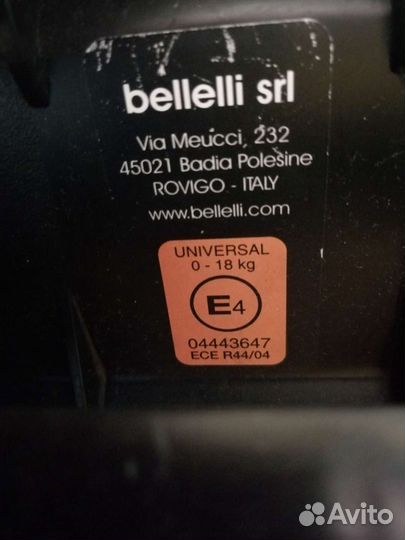 bellelli srl
Via Meucci, 232
45021 Badia Polesine
ROVIGO - ITALY
www.bellelli.com
UNIVERSAL
0 - 18 kg
E4
04443647
ECE R44/04
Avito